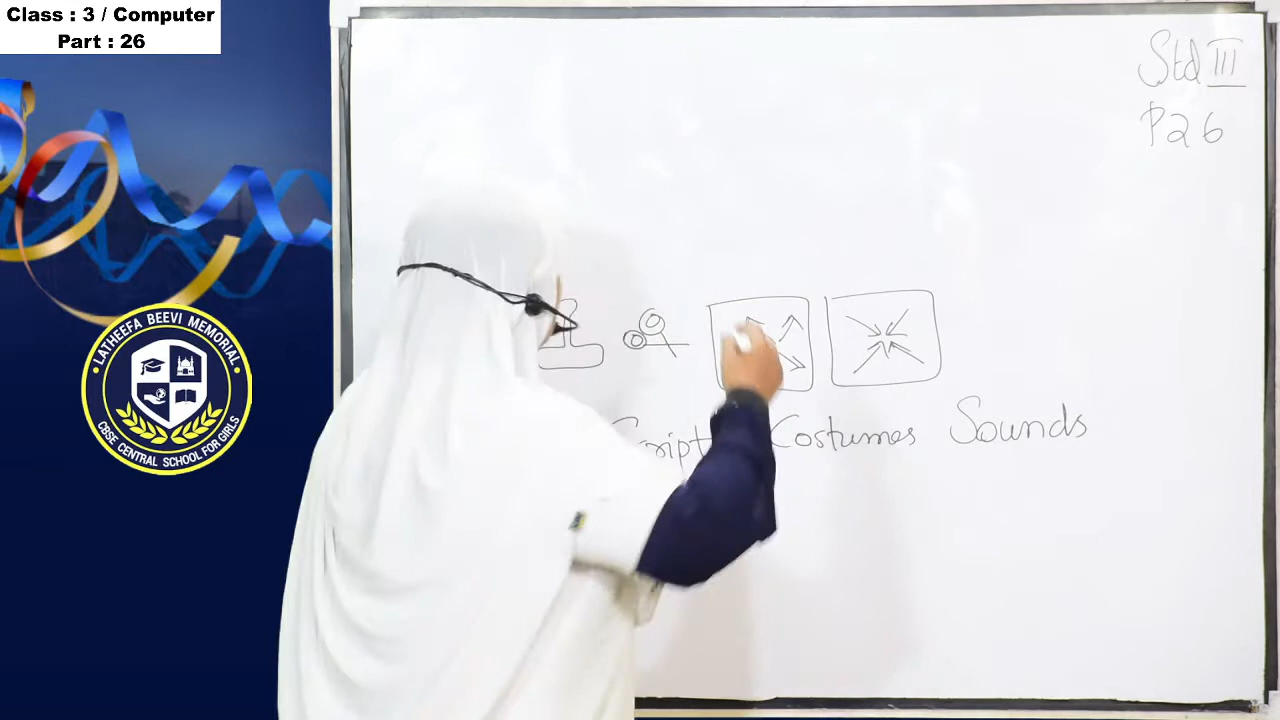 Class : 3 / Computer
Part : 26
Std III
P26
LATHEEFA BEEVI MEMORIAL
CBSE CENTRAL SCHOOL FOR GIRLS
Costumes Sounds